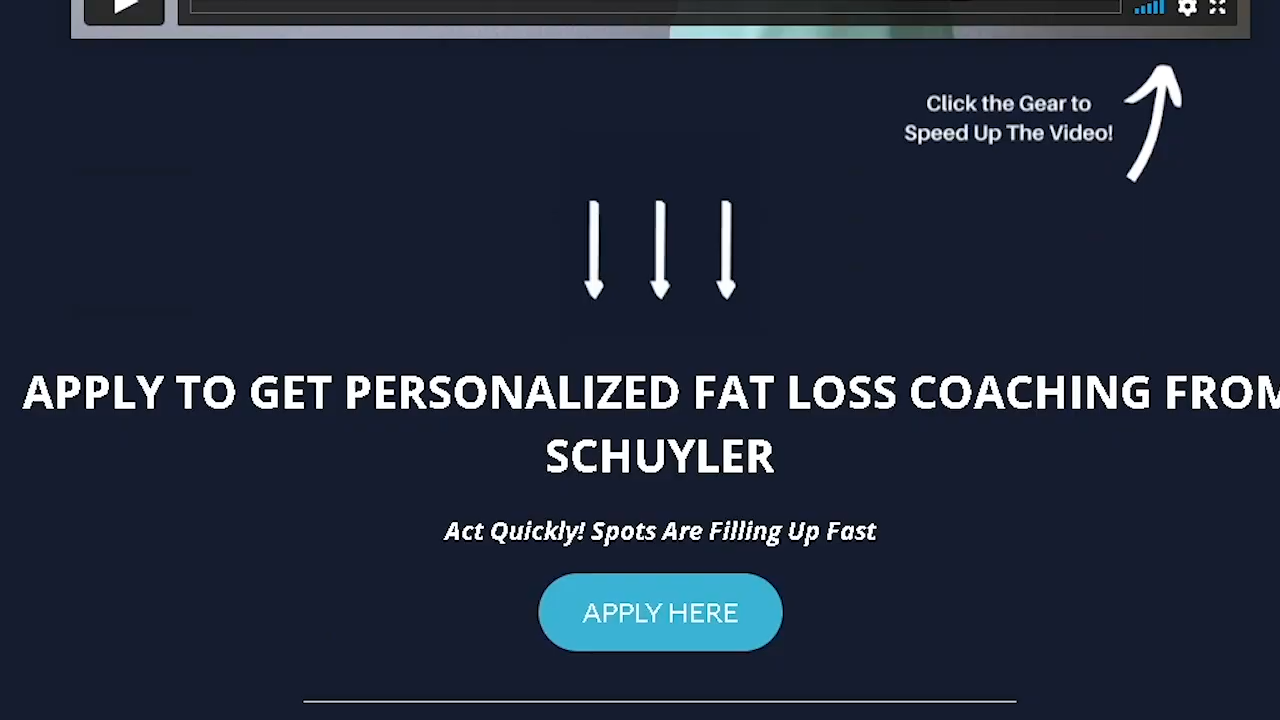 Click the Gear to
Speed Up The Video!
APPLY TO GET PERSONALIZED FAT LOSS COACHING FROM
SCHUYLER
Act Quickly! Spots Are Filling Up Fast
APPLY HERE